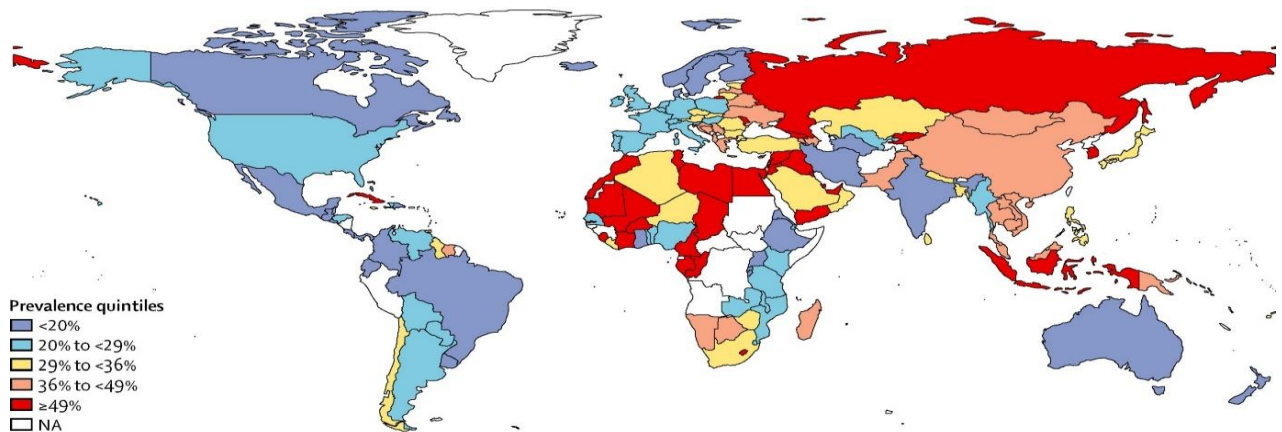 Prevalence quintiles
<20%
20% to <29%
29% to <36%
36% to <49%
≥49%
NA